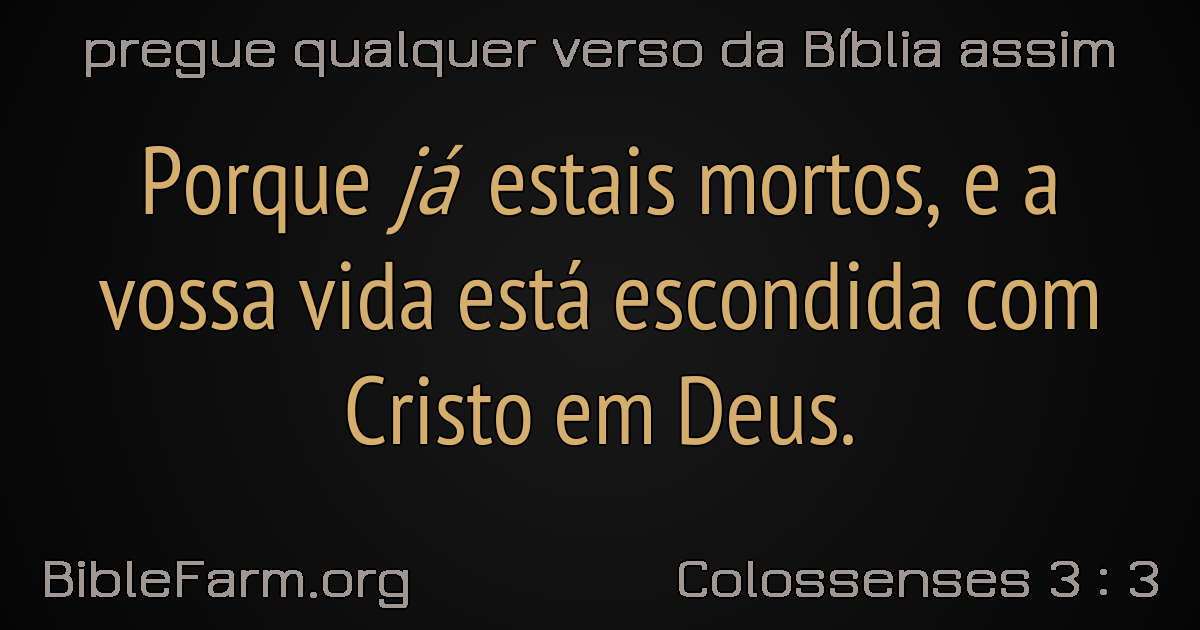 pregue qualquer verso da Bíblia assim
Porque já estais mortos, e a
vossa vida está escondida com
Cristo em Deus.
BibleFarm.org
Colossenses 3 : 3